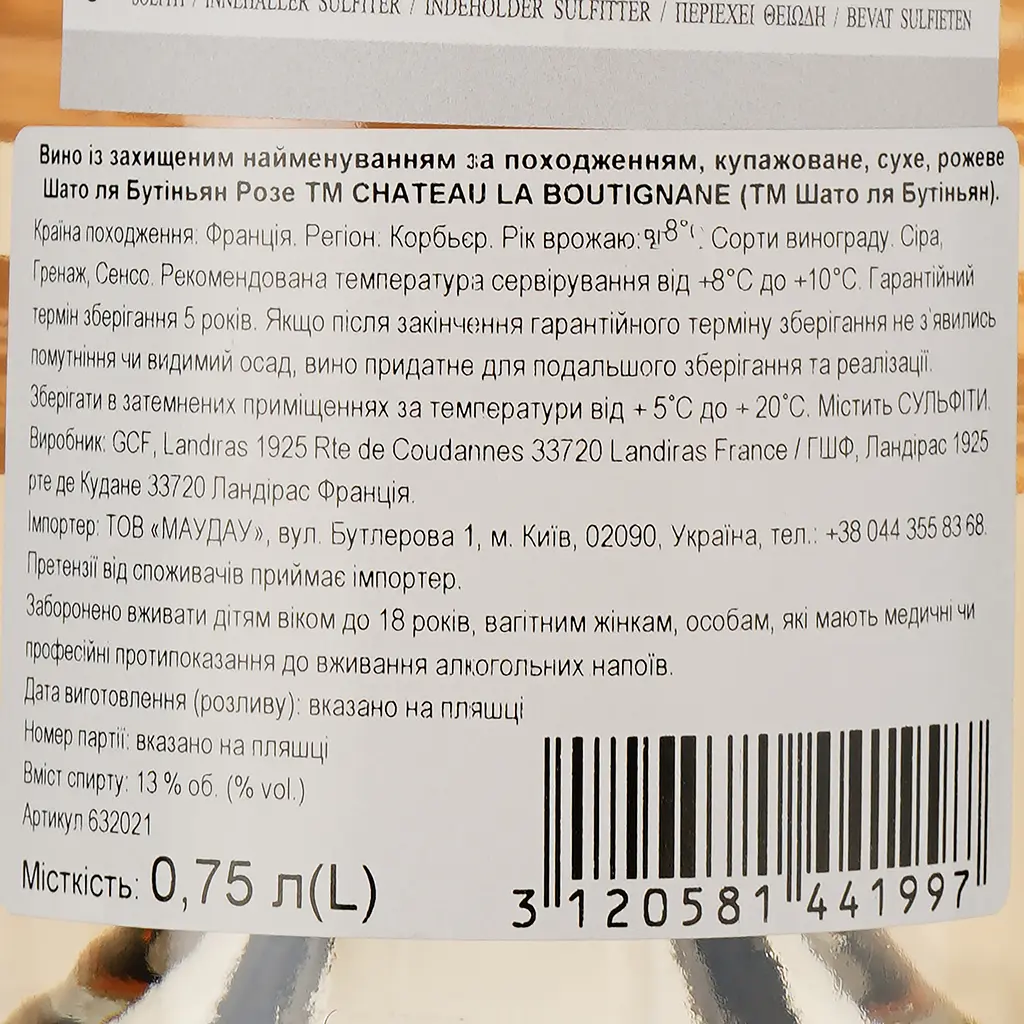 SULFITI / INNEHÅLLER SULFITER / INDEHOLDER SULFITTER / ΠΕΡΙΕΧΕΙ ΘΕΙΩΔΗ / BEVAT SULFIETEN
Вино із захищеним найменуванням за походженням, купажоване, сухе, рожеве
Шато ля Бутіньян Розе ТМ CHATEAU LA BOUTIGNANE (ТМ Шато ля Бутіньян).
Країна походження: Франція. Регіон: Корбьєр. Рік врожаю: Сорти винограду: Сіра,
Гренаж, Сенсо. Рекомендована температура сервірування від +8°C до +10°C. Гарантійний
термін зберігання 5 років. Якщо після закінчення гарантійного терміну зберігання не з'явились
помутніння чи видимий осад, вино придатне для подальшого зберігання та реалізації.
Зберігати в затемнених приміщеннях за температури від + 5°C до + 20°C. Містить СУЛЬФІТИ.
Виробник: GCF, Landiras 1925 Rte de Coudannes 33720 Landiras France / ГШФ, Ландірас 1925
рте де Кудане 33720 Ландірас Франція.
Імпортер: ТОВ «МАУДАУ», вул. Бутлерова 1, м. Київ, 02090, Україна, тел.: +38 044 355 83 68.
Претензії від споживачів приймає імпортер.
Заборонено вживати дітям віком до 18 років, вагітним жінкам, особам, які мають медичні чи
професійні протипоказання до вживання алкогольних напоїв.
Дата виготовлення (розливу): вказано на пляшці
Номер партії: вказано на пляшці
Вміст спирту: 13 % об. (% vol.)
Артикул 632021
Місткість: 0,75 л(L)
3 120581 441997